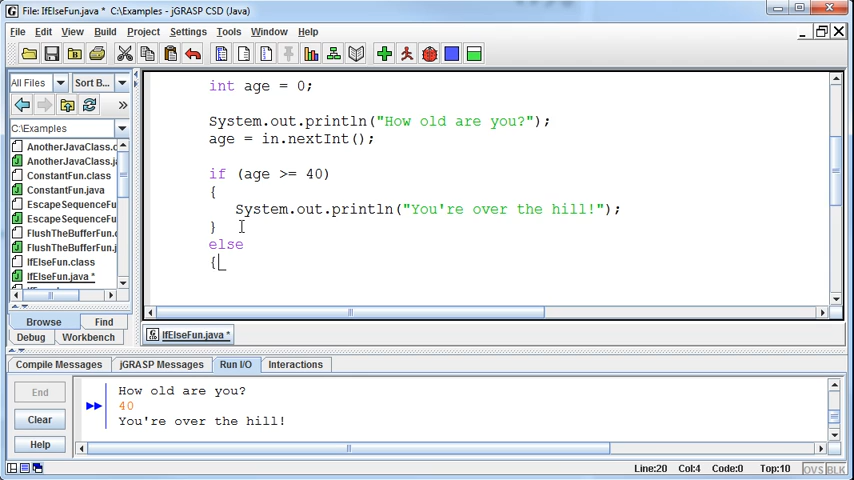 File: IfElseFun.java * C:\Examples - jGRASP CSD (Java)
File Edit View Build Project Settings Tools Window Help
All Files Sort B...
C:\Examples
AnotherJavaClass.c
AnotherJavaClass.ja
ConstantFun.class
ConstantFun.java
EscapeSequenceFu
EscapeSequenceFu
FlushTheBufferFun.
FlushTheBufferFun.
IfElseFun.class
IfElseFun.java *
Browse Find
Debug Workbench
int age = 0;
System.out.println("How old are you?");
age = in.nextInt();
if (age >= 40)
{
System.out.println("You're over the hill!");
}
else
{
IfElseFun.java *
Compile Messages jGRASP Messages Run I/O Interactions
End
Clear
Help
How old are you?
40
You're over the hill!
Line:20 Col:4 Code:0 Top:10 OVS BLK